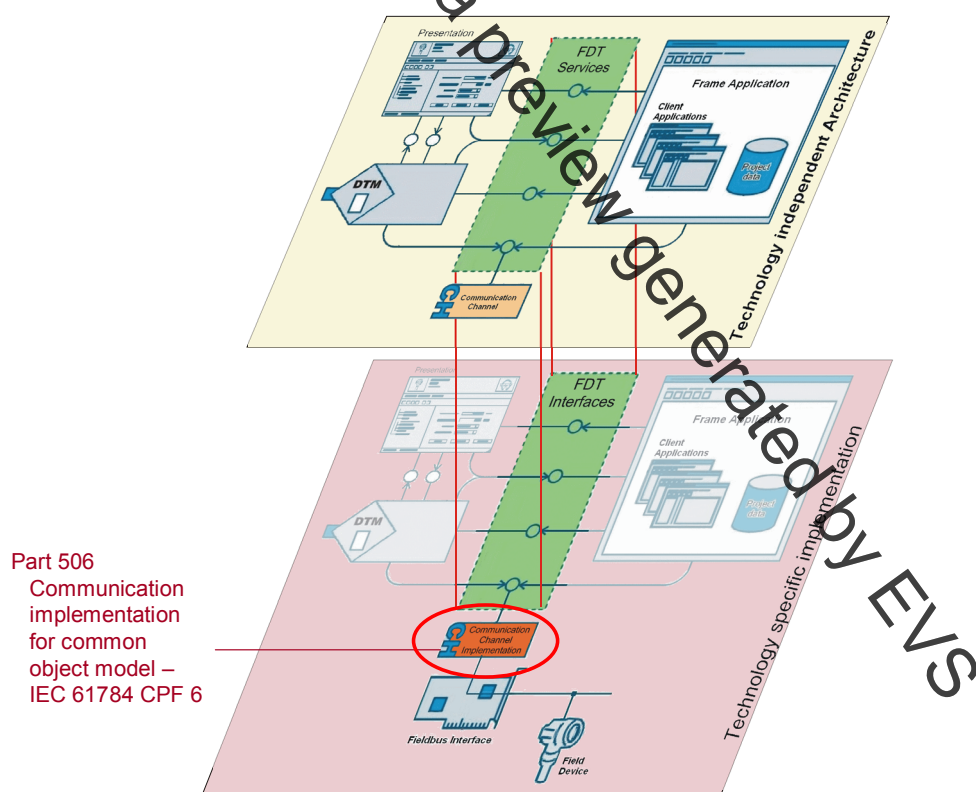 Presentation
FDT
Services
Frame Application
Client
Applications
Project
data
DTM
CH
Communication
Channel
Technology independent Architecture
a preview generated by EVS
Presentation
FDT
Interfaces
Frame Application
Client
Applications
Project
data
DTM
CH
Communication
Channel
Implementation
Technology specific implementation
Part 506
Communication
implementation
for common
object model –
IEC 61784 CPF 6
Fieldbus Interface
Field
Device